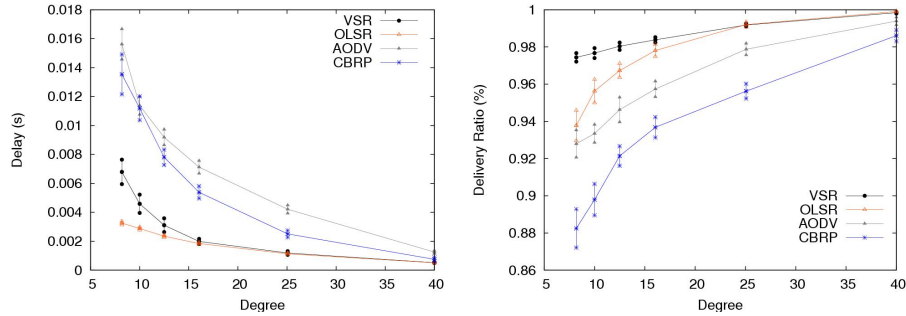 0.018
0.016
0.014
0.012
0.01
0.008
0.006
0.004
0.002
0
Delay (s)
5 10 15 20 25 30 35 40
Degree
VSR
OLSR
AODV
CBRP
1
0.98
0.96
0.94
0.92
0.9
0.88
0.86
Delivery Ratio (%)
5 10 15 20 25 30 35 40
Degree
VSR
OLSR
AODV
CBRP